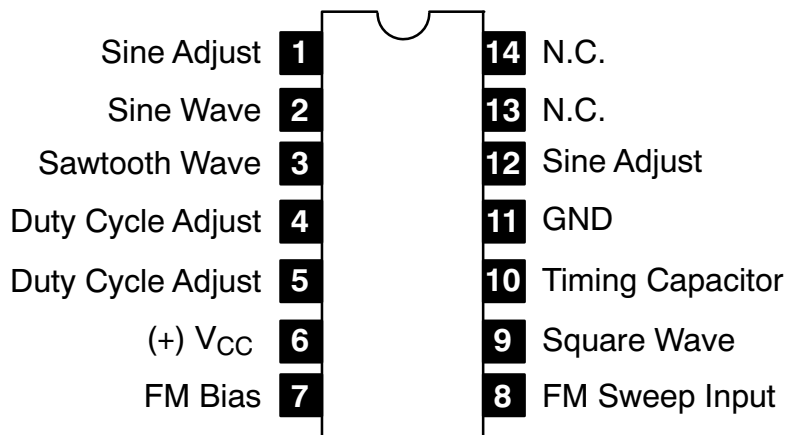 Sine Adjust 1 14 N.C.
Sine Wave 2 13 N.C.
Sawtooth Wave 3 12 Sine Adjust
Duty Cycle Adjust 4 11 GND
Duty Cycle Adjust 5 10 Timing Capacitor
(+) VCC 6 9 Square Wave
FM Bias 7 8 FM Sweep Input